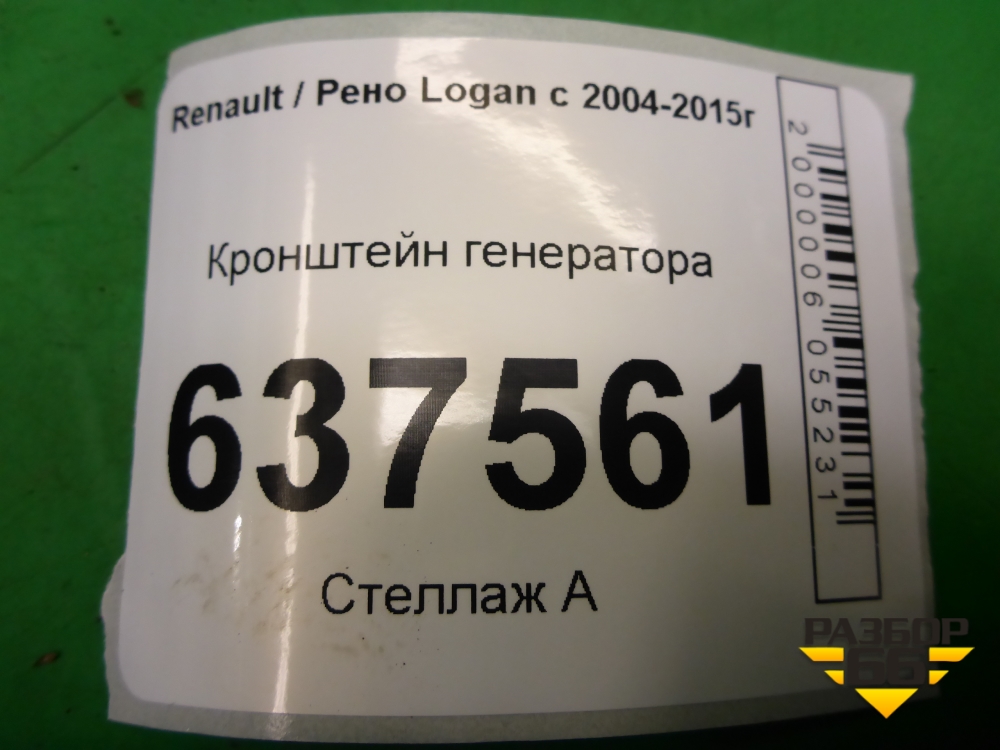 Renault / Рено Logan с 2004-2015г
Кронштейн генератора
637561
Стеллаж А
2000006055231
РАЗБОР
66